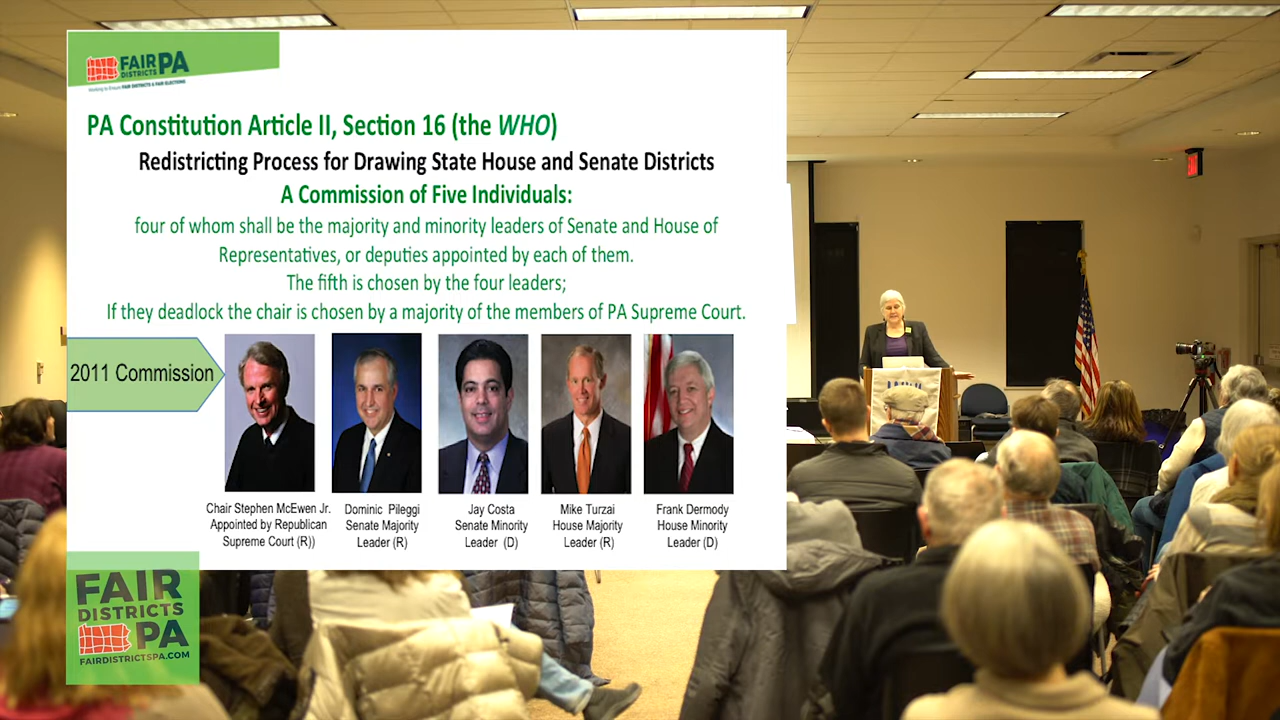 FAIR
DISTRICTS PA
Working to Ensure FAIR DISTRICTS & FAIR ELECTIONS
PA Constitution Article II, Section 16 (the WHO)
Redistricting Process for Drawing State House and Senate Districts
A Commission of Five Individuals:
four of whom shall be the majority and minority leaders of Senate and House of
Representatives, or deputies appointed by each of them.
The fifth is chosen by the four leaders;
If they deadlock the chair is chosen by a majority of the members of PA Supreme Court.
2011 Commission
Chair Stephen McEwen Jr.
Appointed by Republican
Supreme Court (R))
Dominic Pileggi
Senate Majority
Leader (R)
Jay Costa
Senate Minority
Leader (D)
Mike Turzai
House Majority
Leader (R)
Frank Dermody
House Minority
Leader (D)
FAIR
DISTRICTS
PA
FAIRDISTRICTSPA.COM